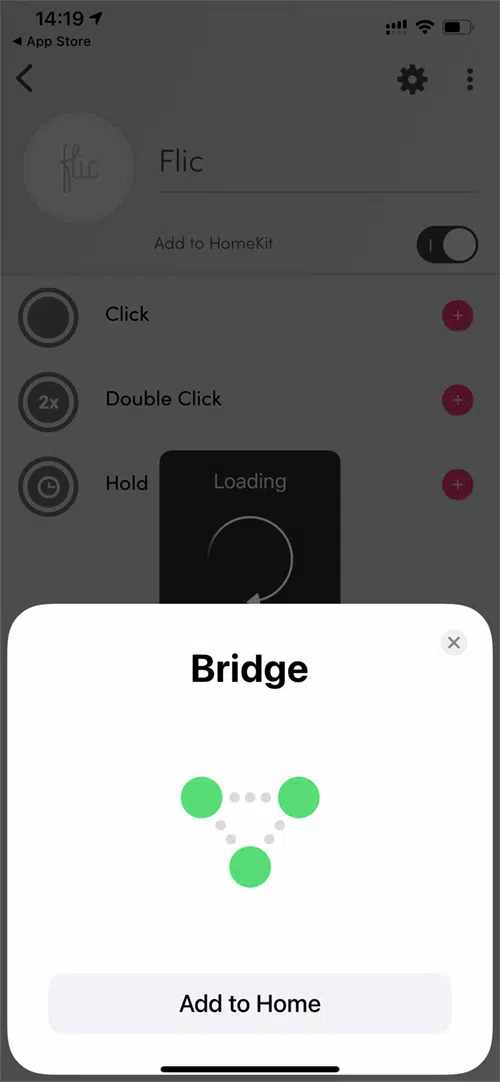 14:19
◀ App Store
flic
Flic
Add to HomeKit
Click
+
2x
Double Click
+
Hold
+
Loading
Bridge
Add to Home